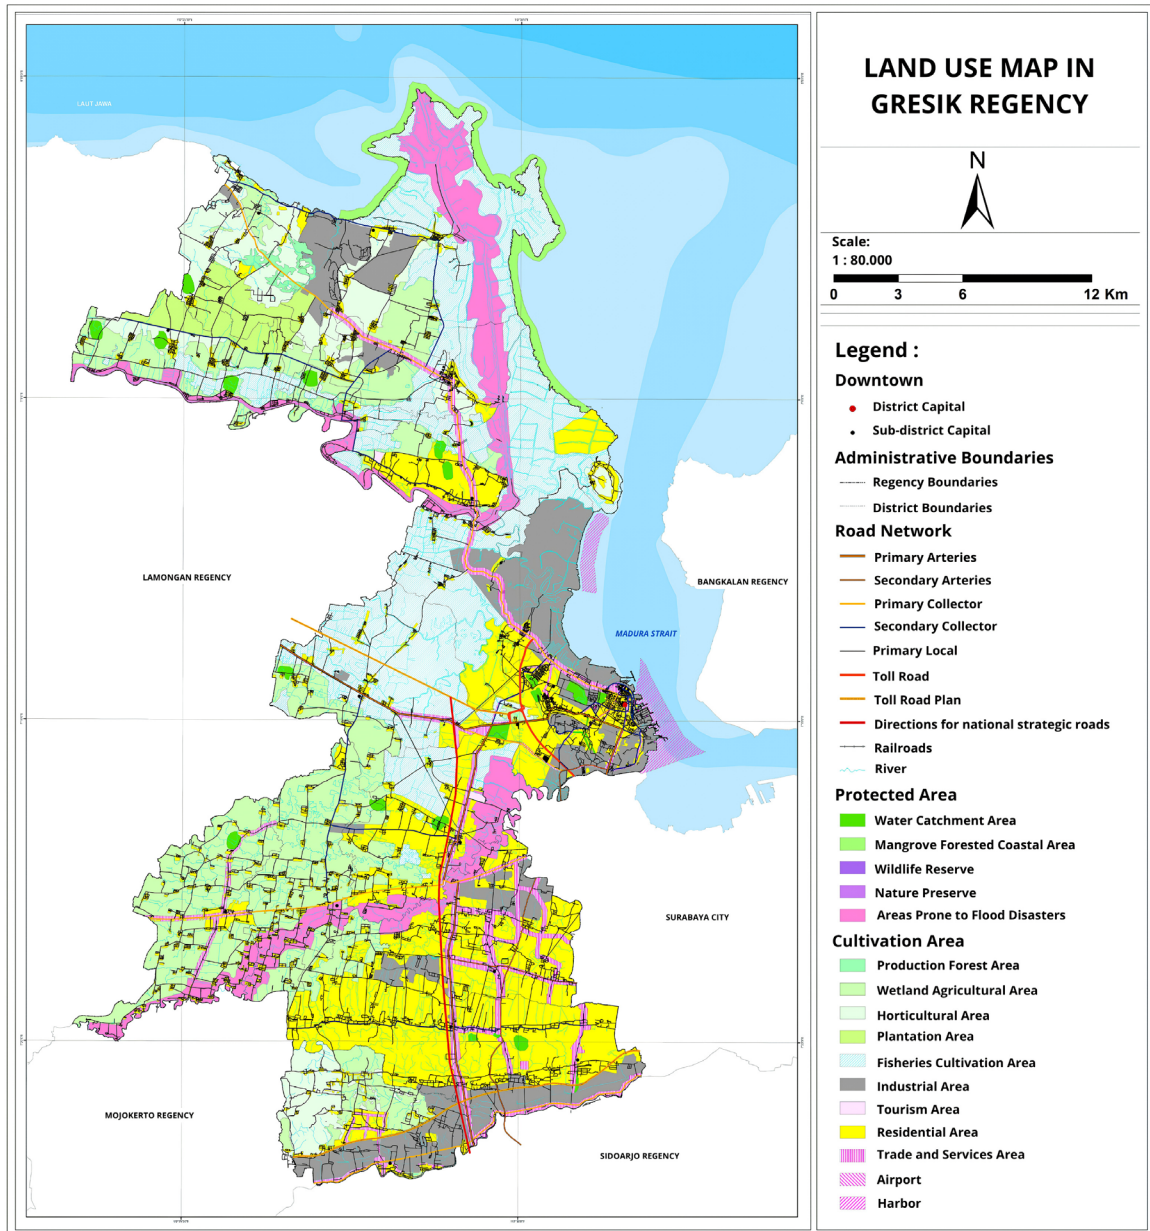 LAND USE MAP IN
GRESIK REGENCY
N
Scale:
1 : 80.000
0 3 6 12 Km
Legend :
Downtown
District Capital
Sub-district Capital
Administrative Boundaries
Regency Boundaries
District Boundaries
Road Network
Primary Arteries
Secondary Arteries
Primary Collector
Secondary Collector
Primary Local
Toll Road
Toll Road Plan
Directions for national strategic roads
Railroads
River
Protected Area
Water Catchment Area
Mangrove Forested Coastal Area
Wildlife Reserve
Nature Preserve
Areas Prone to Flood Disasters
Cultivation Area
Production Forest Area
Wetland Agricultural Area
Horticultural Area
Plantation Area
Fisheries Cultivation Area
Industrial Area
Tourism Area
Residential Area
Trade and Services Area
Airport
Harbor
LAUT JAWA
LAMONGAN REGENCY
BANGKALAN REGENCY
MADURA STRAIT
SURABAYA CITY
MOJOKERTO REGENCY
SIDOARJO REGENCY